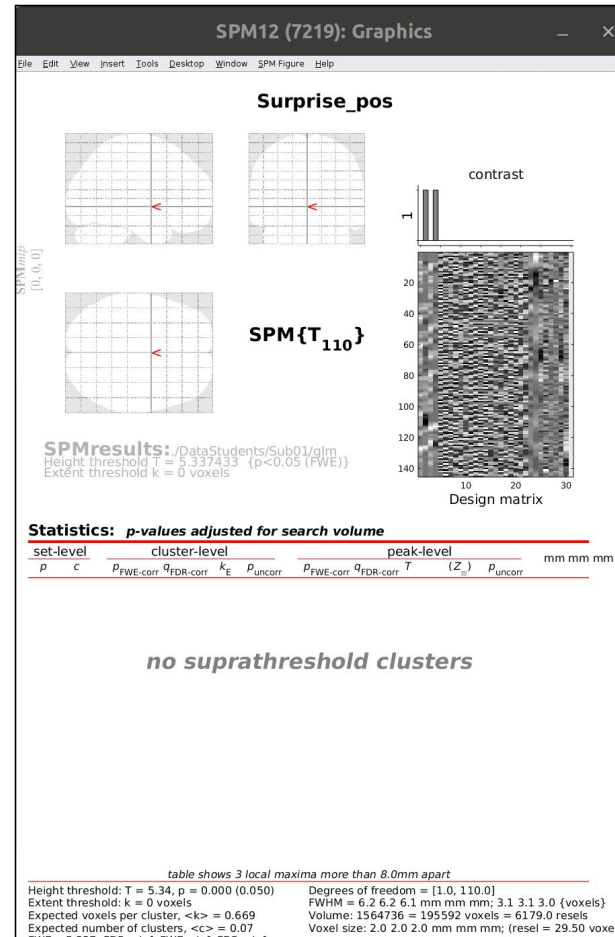 SPM12 (7219): Graphics
File Edit View Insert Tools Desktop Window SPM Figure Help
Surprise_pos
contrast
1
SPMmip
[0, 0, 0]
SPM{T110}
20
40
60
80
100
120
140
10 20 30
Design matrix
SPMresults: ./DataStudents/Sub01/glm
Height threshold T = 5.337433 {p<0.05 (FWE)}
Extent threshold k = 0 voxels
Statistics: p-values adjusted for search volume
set-level cluster-level peak-level mm mm mm
p c pFWE-corr qFDR-corr kE puncorr pFWE-corr qFDR-corr T (Z≡) puncorr
no suprathreshold clusters
table shows 3 local maxima more than 8.0mm apart
Height threshold: T = 5.34, p = 0.000 (0.050)
Extent threshold: k = 0 voxels
Expected voxels per cluster, <k> = 0.669
Expected number of clusters, <c> = 0.07
Degrees of freedom = [1.0, 110.0]
FWHM = 6.2 6.2 6.1 mm mm mm; 3.1 3.1 3.0 {voxels}
Volume: 1564736 = 195592 voxels = 6179.0 resels
Voxel size: 2.0 2.0 2.0 mm mm mm; (resel = 29.50 voxe